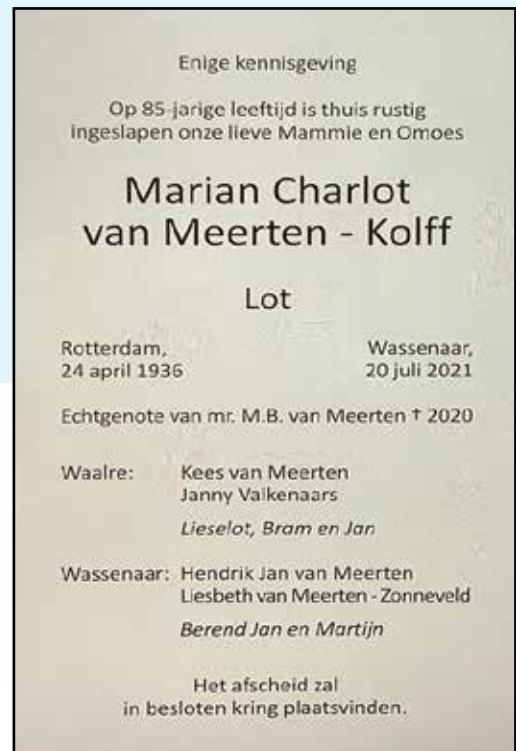 Enige kennisgeving
Op 85-jarige leeftijd is thuis rustig
ingeslapen onze lieve Mammie en Omoes
Marian Charlot
van Meerten - Kolff
Lot
Rotterdam, Wassenaar,
24 april 1936 20 juli 2021
Echtgenote van mr. M.B. van Meerten † 2020
Waalre: Kees van Meerten
Janny Valkenaars
Lieselot, Bram en Jan
Wassenaar: Hendrik Jan van Meerten
Liesbeth van Meerten - Zonneveld
Berend Jan en Martijn
Het afscheid zal
in besloten kring plaatsvinden.